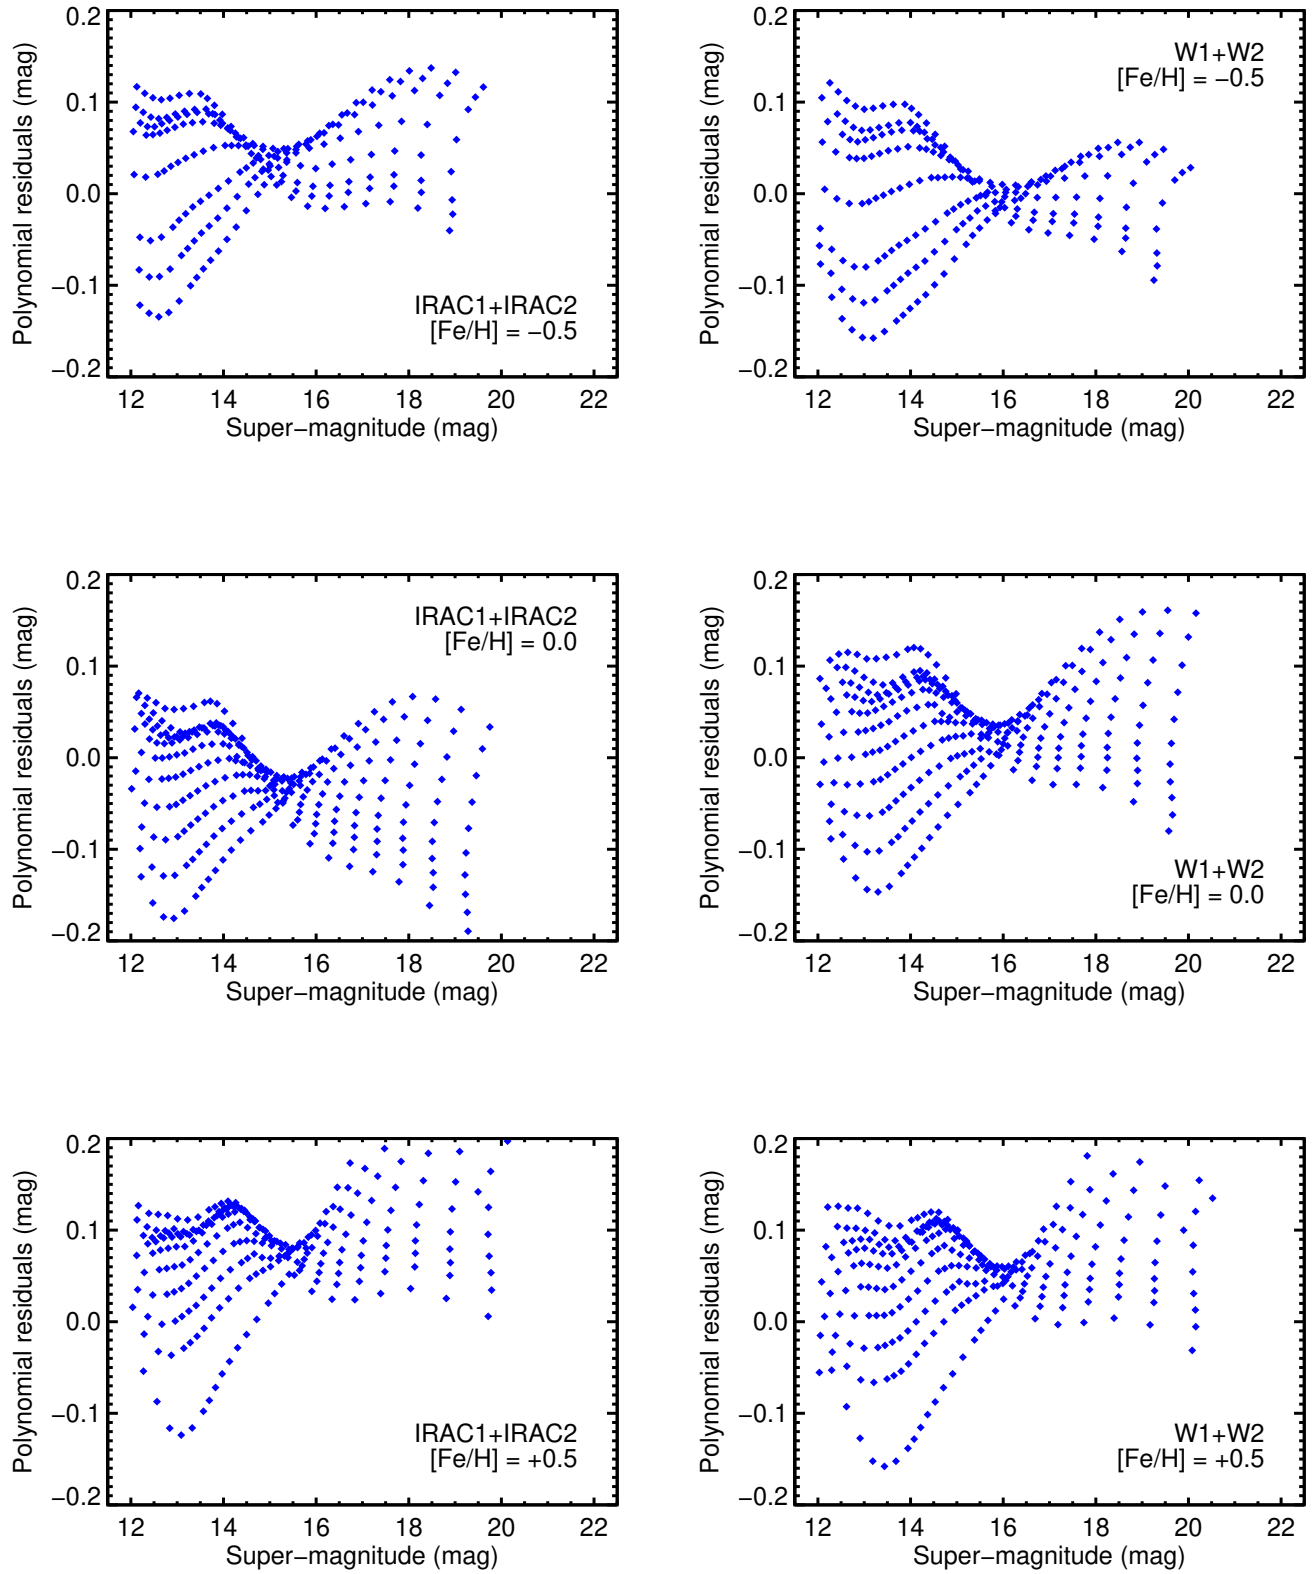 0.2
0.1
0.0
−0.1
−0.2
Polynomial residuals (mag)
IRAC1+IRAC2
[Fe/H] = −0.5
12 14 16 18 20 22
Super−magnitude (mag)
0.2
0.1
0.0
−0.1
−0.2
Polynomial residuals (mag)
W1+W2
[Fe/H] = −0.5
12 14 16 18 20 22
Super−magnitude (mag)
0.2
0.1
0.0
−0.1
−0.2
Polynomial residuals (mag)
IRAC1+IRAC2
[Fe/H] = 0.0
12 14 16 18 20 22
Super−magnitude (mag)
0.2
0.1
0.0
−0.1
−0.2
Polynomial residuals (mag)
W1+W2
[Fe/H] = 0.0
12 14 16 18 20 22
Super−magnitude (mag)
0.2
0.1
0.0
−0.1
−0.2
Polynomial residuals (mag)
IRAC1+IRAC2
[Fe/H] = +0.5
12 14 16 18 20 22
Super−magnitude (mag)
0.2
0.1
0.0
−0.1
−0.2
Polynomial residuals (mag)
W1+W2
[Fe/H] = +0.5
12 14 16 18 20 22
Super−magnitude (mag)